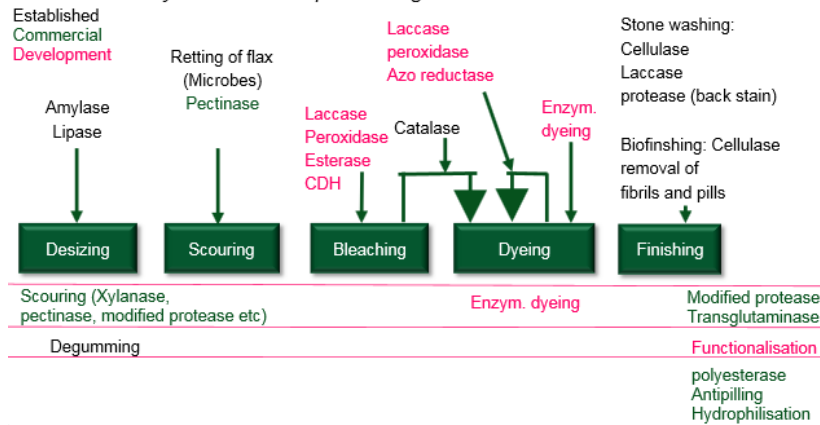 Established
Commercial
Development
Amylase
Lipase
Retting of flax
(Microbes)
Pectinase
Laccase
Peroxidase
Esterase
CDH
Catalase
Laccase
peroxidase
Azo reductase
Enzym.
dyeing
Stone washing:
Cellulase
Laccase
protease (back stain)
Biofinshing: Cellulase
removal of
fibrils and pills
Desizing
Scouring
Bleaching
Dyeing
Finishing
Scouring (Xylanase,
pectinase, modified protease etc)
Enzym. dyeing
Modified protease
Transglutaminase
Degumming
Functionalisation
polyesterase
Antipilling
Hydrophilisation